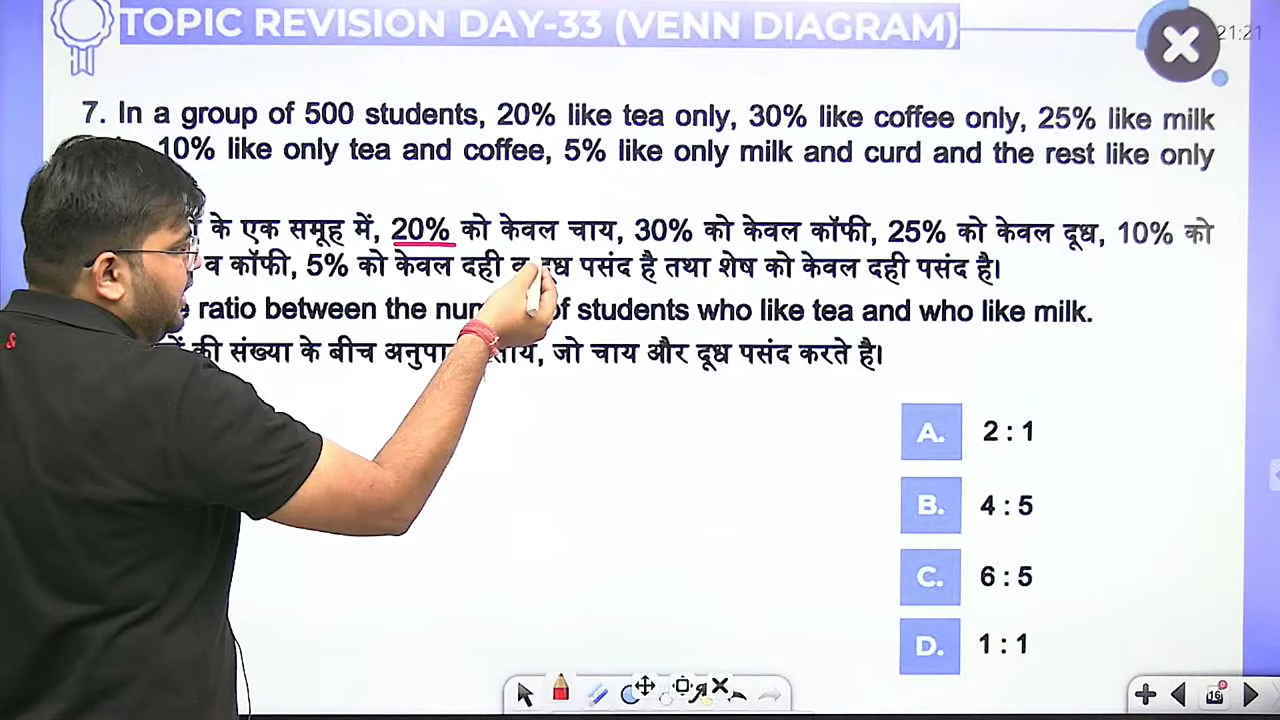 TOPIC REVISION DAY-33 (VENN DIAGRAM)
21:21
7. In a group of 500 students, 20% like tea only, 30% like coffee only, 25% like milk
10% like only tea and coffee, 5% like only milk and curd and the rest like only
के एक समूह में, 20% को केवल चाय, 30% को केवल कॉफी, 25% को केवल दूध, 10% को
व कॉफी, 5% को केवल दही व दूध पसंद है तथा शेष को केवल दही पसंद है।
ratio between the of students who like tea and who like milk.
की संख्या के बीच अनुपात जो चाय और दूध पसंद करते है।
A. 2 : 1
B. 4 : 5
C. 6 : 5
D. 1 : 1
16